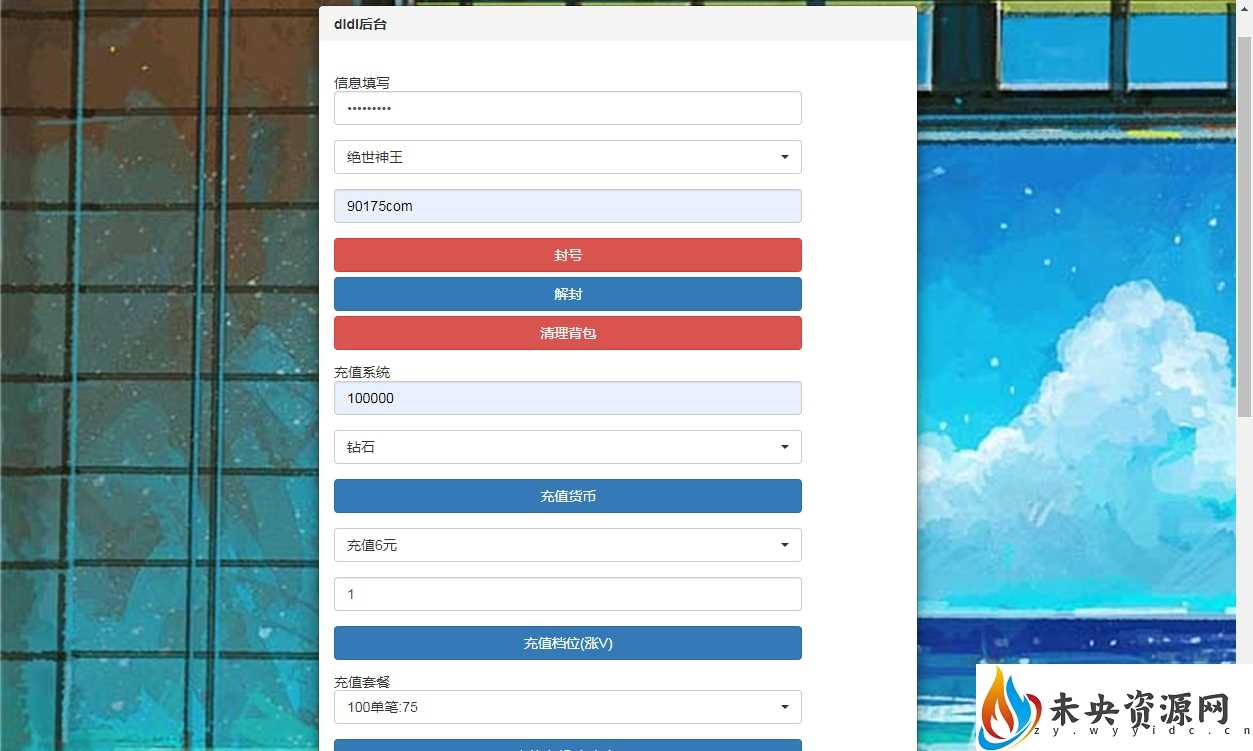 didi后台
信息填写
•••••••••
绝世神王
90175com
封号
解封
清理背包
充值系统
100000
钻石
充值货币
充值6元
1
充值档位(涨V)
充值套餐
100单笔:75
未央资源网
zy.wyyidc.cn